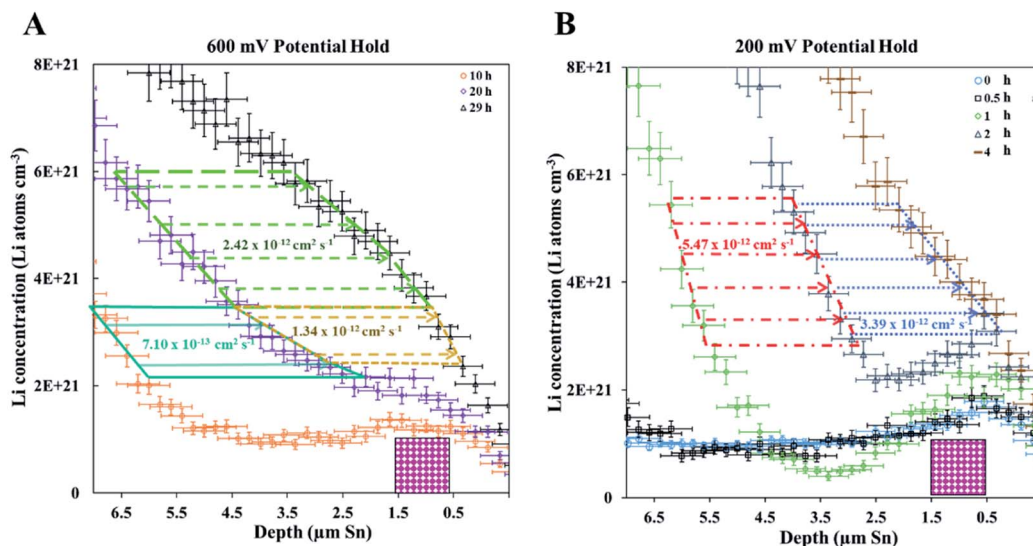 A
600 mV Potential Hold
8E+21
6E+21
4E+21
2E+21
0
Li concentration (Li atoms cm⁻³)
10 h
20 h
29 h
2.42 x 10⁻¹² cm² s⁻¹
1.34 x 10⁻¹² cm² s⁻¹
7.10 x 10⁻¹³ cm² s⁻¹
6.5 5.5 4.5 3.5 2.5 1.5 0.5
Depth (µm Sn)
B
200 mV Potential Hold
8E+21
6E+21
4E+21
2E+21
0
Li concentration (Li atoms cm⁻³)
0 h
0.5 h
1 h
2 h
4 h
5.47 x 10⁻¹² cm² s⁻¹
3.39 x 10⁻¹² cm² s⁻¹
6.5 5.5 4.5 3.5 2.5 1.5 0.5
Depth (µm Sn)